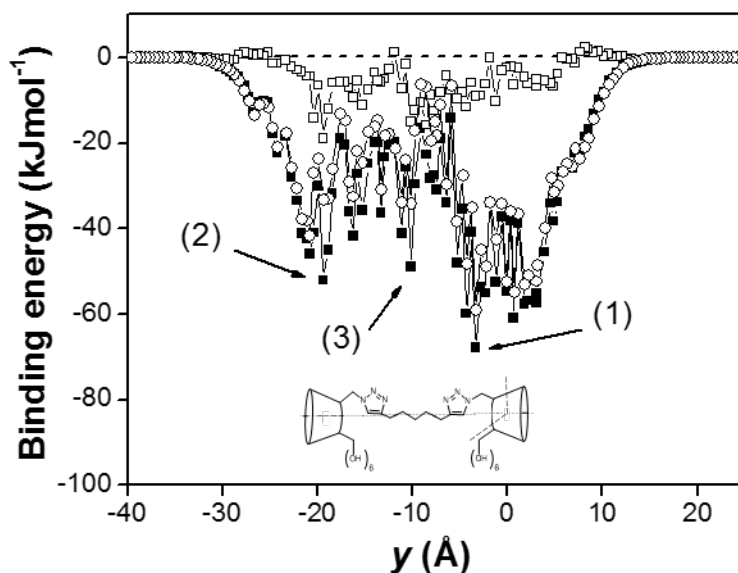 Binding energy (kJmol⁻¹)
0
-20
-40
-60
-80
-100
(2)
(3)
(1)
N N
N
N N
N
OH
( )6
OH
( )6
-40 -30 -20 -10 0 10 20
y (Å)